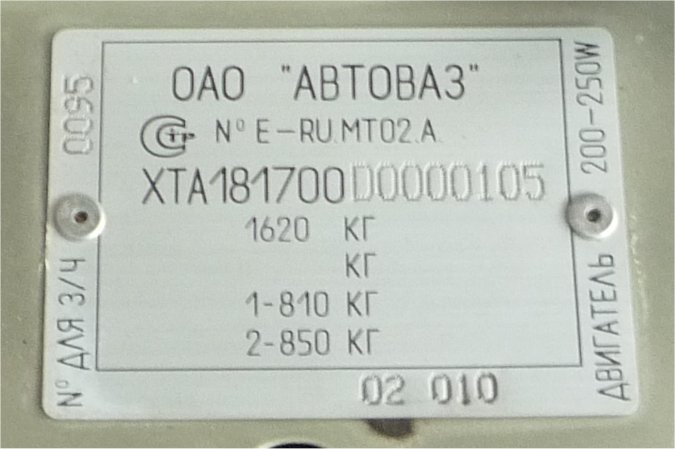 ОАО "АВТОВАЗ"
№ E-RU.MT02.A
XTA181700D0000105
1620 КГ
КГ
1-810 КГ
2-850 КГ
02 010
№ ДЛЯ З/Ч 0095
ДВИГАТЕЛЬ 200-250W